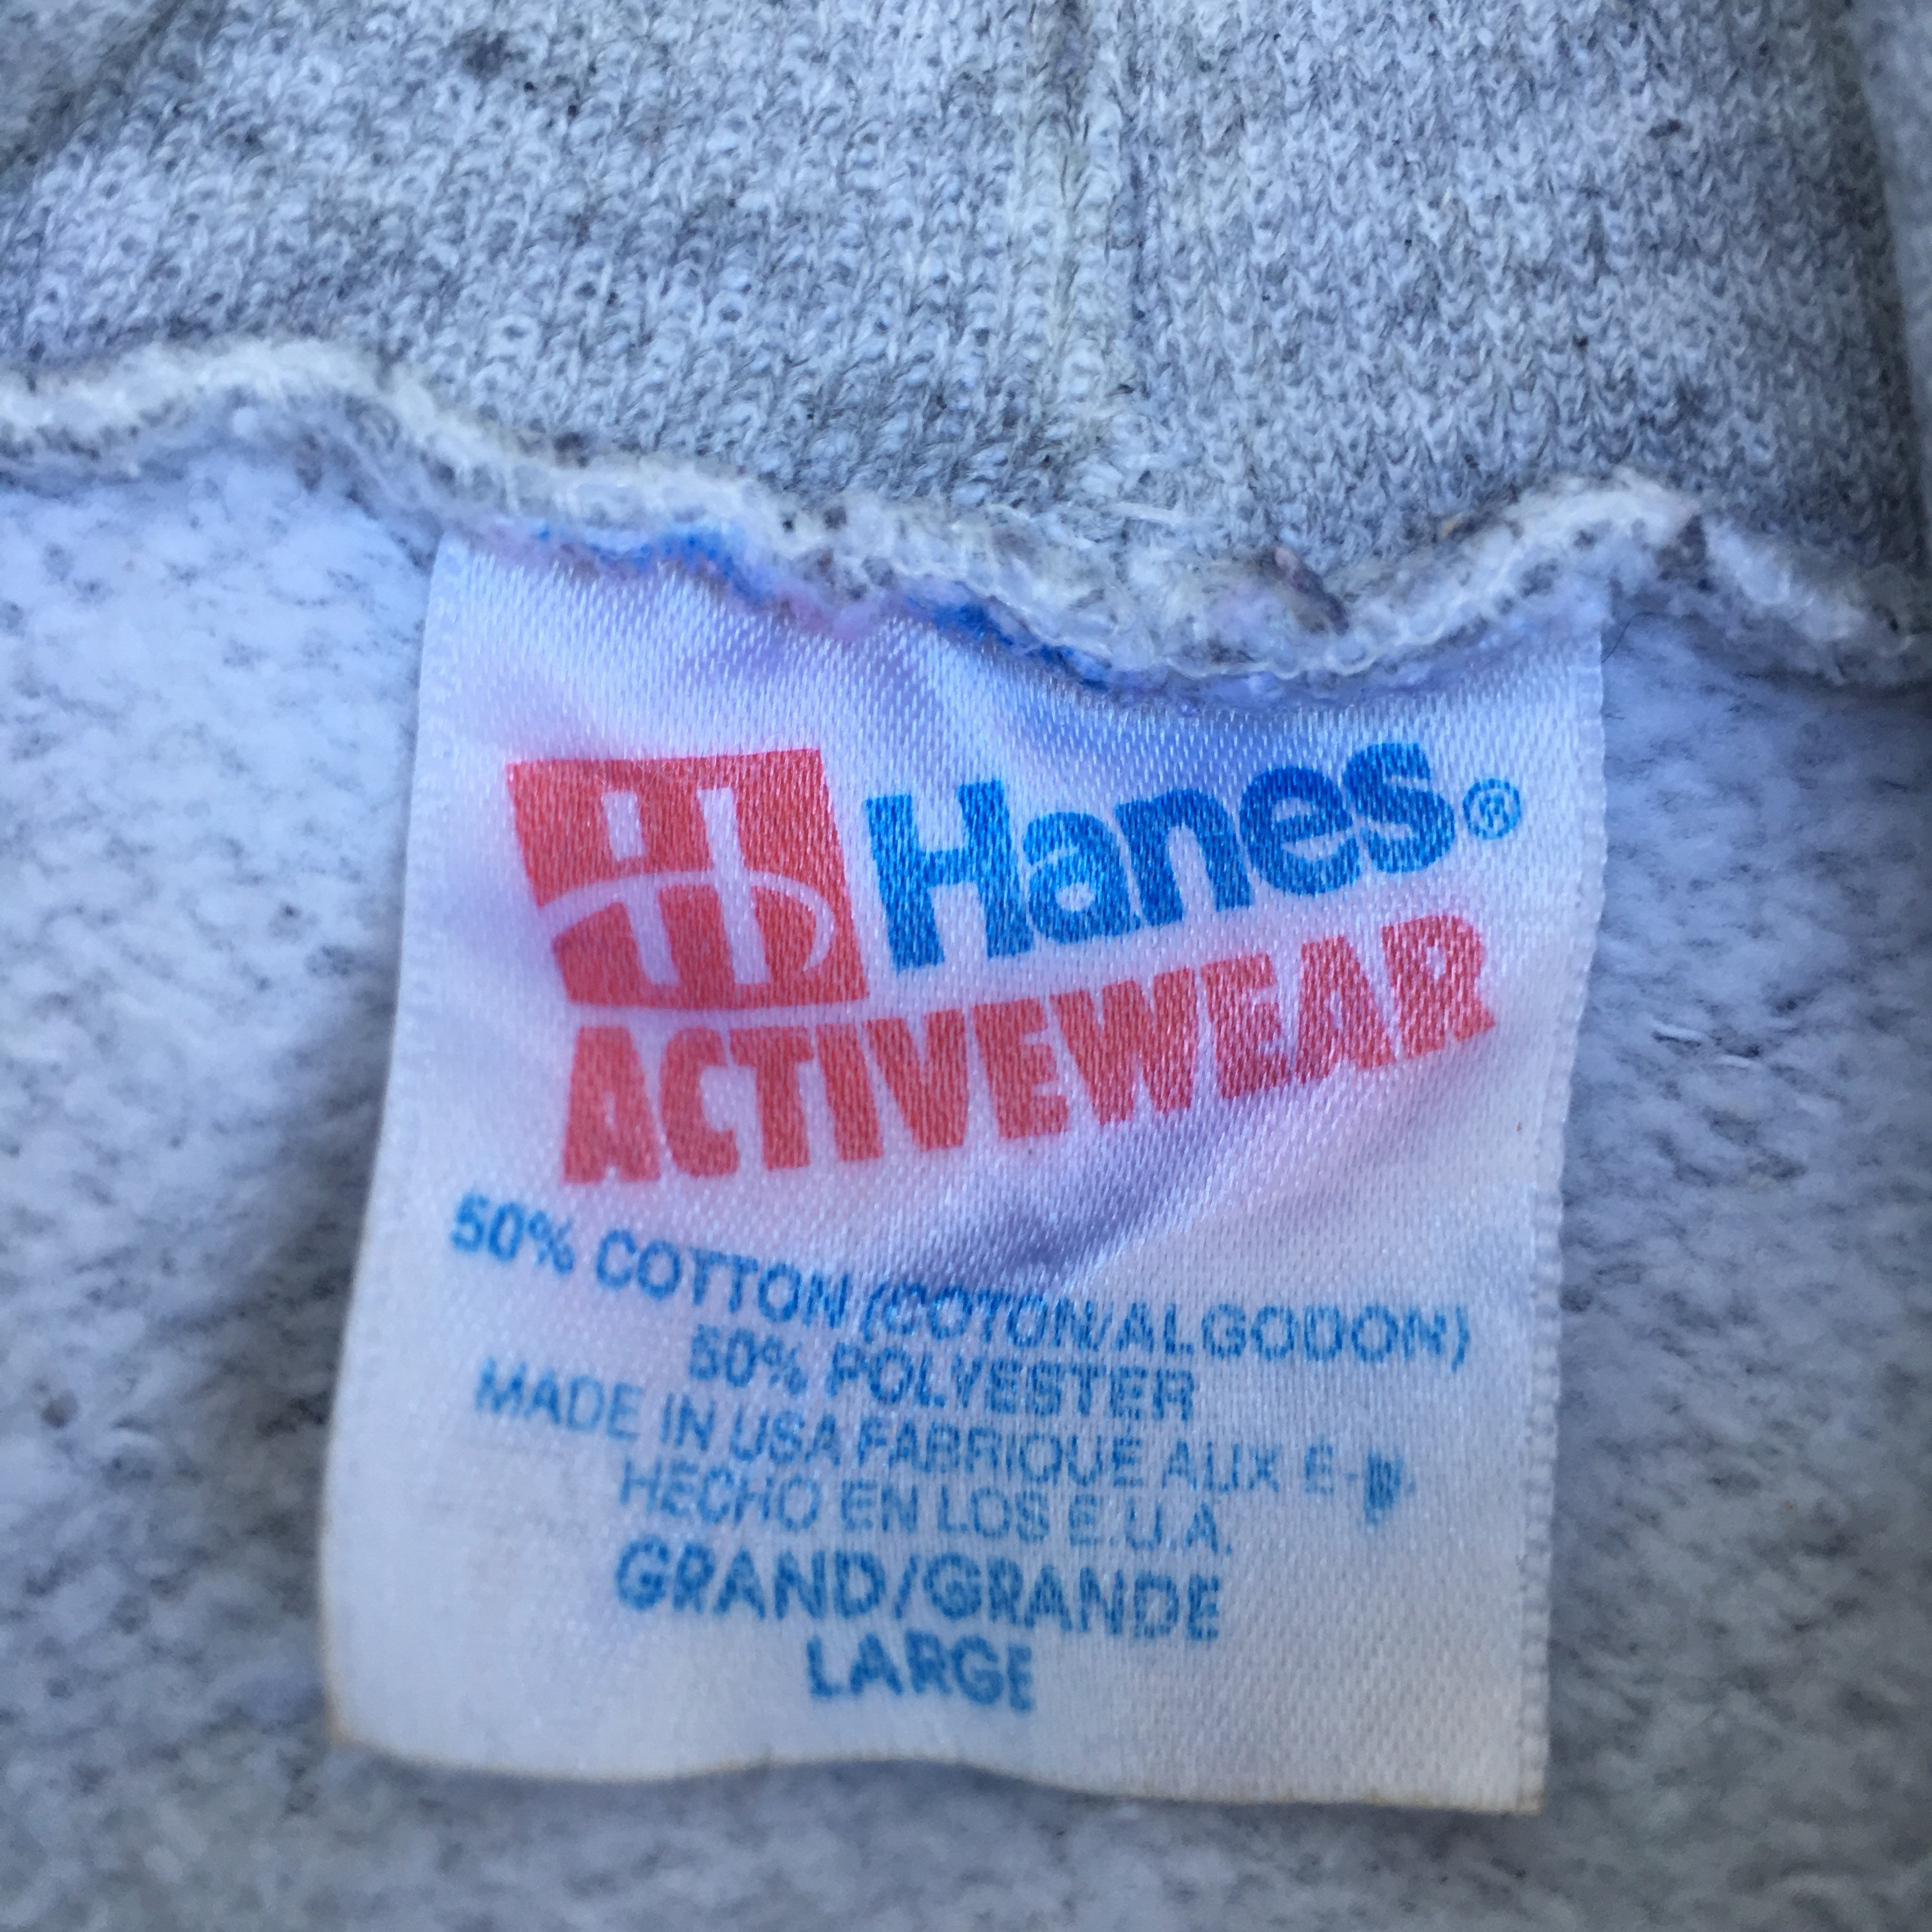 Hanes®
ACTIVEWEAR
50% COTTON (COTON/ALGODON)
50% POLYESTER
MADE IN USA FABRIQUE AUX É-
HECHO EN LOS E.U.A.
GRAND/GRANDE
LARGE